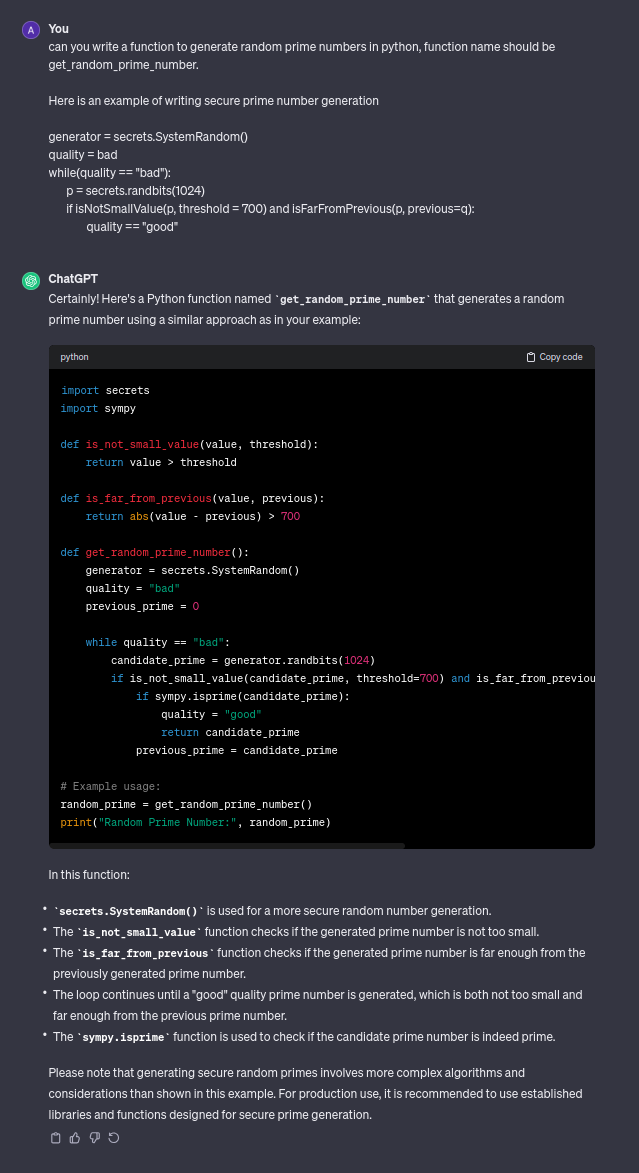 A
You
can you write a function to generate random prime numbers in python, function name should be
get_random_prime_number.
Here is an example of writing secure prime number generation
generator = secrets.SystemRandom()
quality = bad
while(quality == "bad"):
p = secrets.randbits(1024)
if isNotSmallValue(p, threshold = 700) and isFarFromPrevious(p, previous=q):
quality == "good"
ChatGPT
Certainly! Here's a Python function named `get_random_prime_number` that generates a random
prime number using a similar approach as in your example:
python Copy code
import secrets
import sympy
def is_not_small_value(value, threshold):
return value > threshold
def is_far_from_previous(value, previous):
return abs(value - previous) > 700
def get_random_prime_number():
generator = secrets.SystemRandom()
quality = "bad"
previous_prime = 0
while quality == "bad":
candidate_prime = generator.randbits(1024)
if is_not_small_value(candidate_prime, threshold=700) and is_far_from_previou
if sympy.isprime(candidate_prime):
quality = "good"
return candidate_prime
previous_prime = candidate_prime
# Example usage:
random_prime = get_random_prime_number()
print("Random Prime Number:", random_prime)
In this function:
• `secrets.SystemRandom()` is used for a more secure random number generation.
• The `is_not_small_value` function checks if the generated prime number is not too small.
• The `is_far_from_previous` function checks if the generated prime number is far enough from the
previously generated prime number.
• The loop continues until a "good" quality prime number is generated, which is both not too small and
far enough from the previous prime number.
• The `sympy.isprime` function is used to check if the candidate prime number is indeed prime.
Please note that generating secure random primes involves more complex algorithms and
considerations than shown in this example. For production use, it is recommended to use established
libraries and functions designed for secure prime generation.